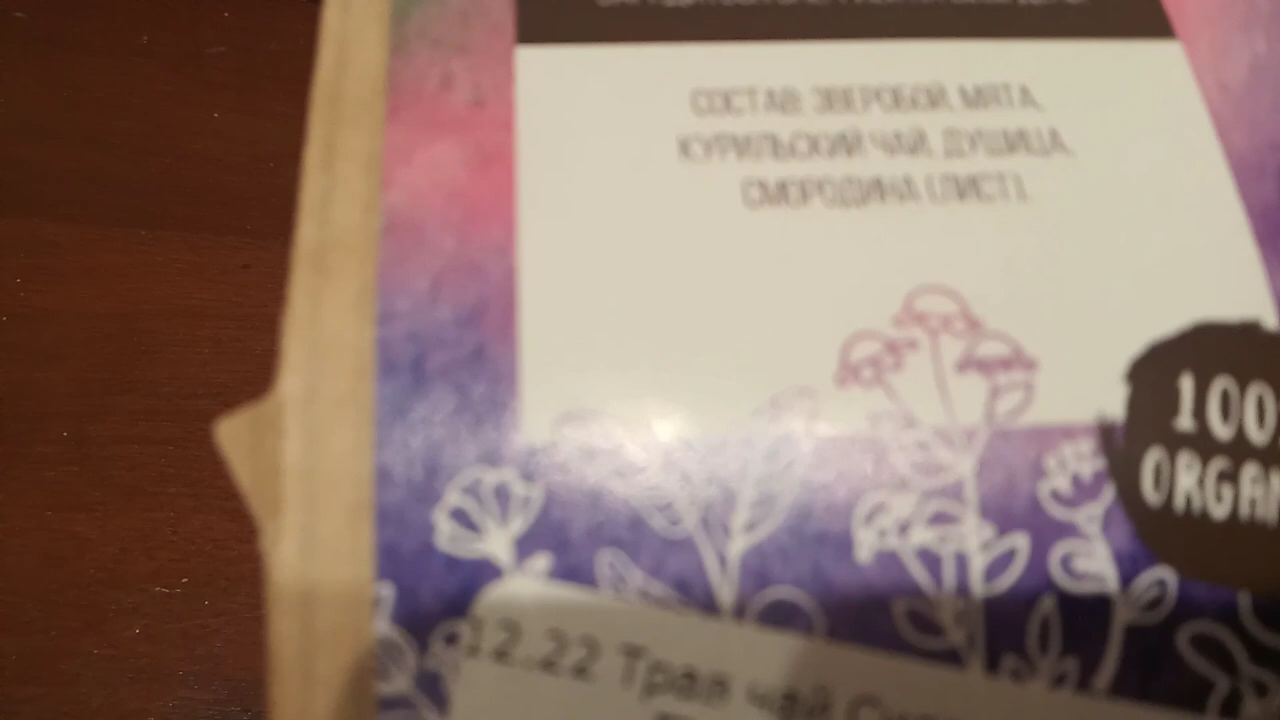 СОСТАВ: ЗВЕРОБОЙ, МЯТА,
КУРИЛЬСКИЙ ЧАЙ, ДУШИЦА,
СМОРОДИНА (ЛИСТ).
100
ORGAN
12.22 Трав чай